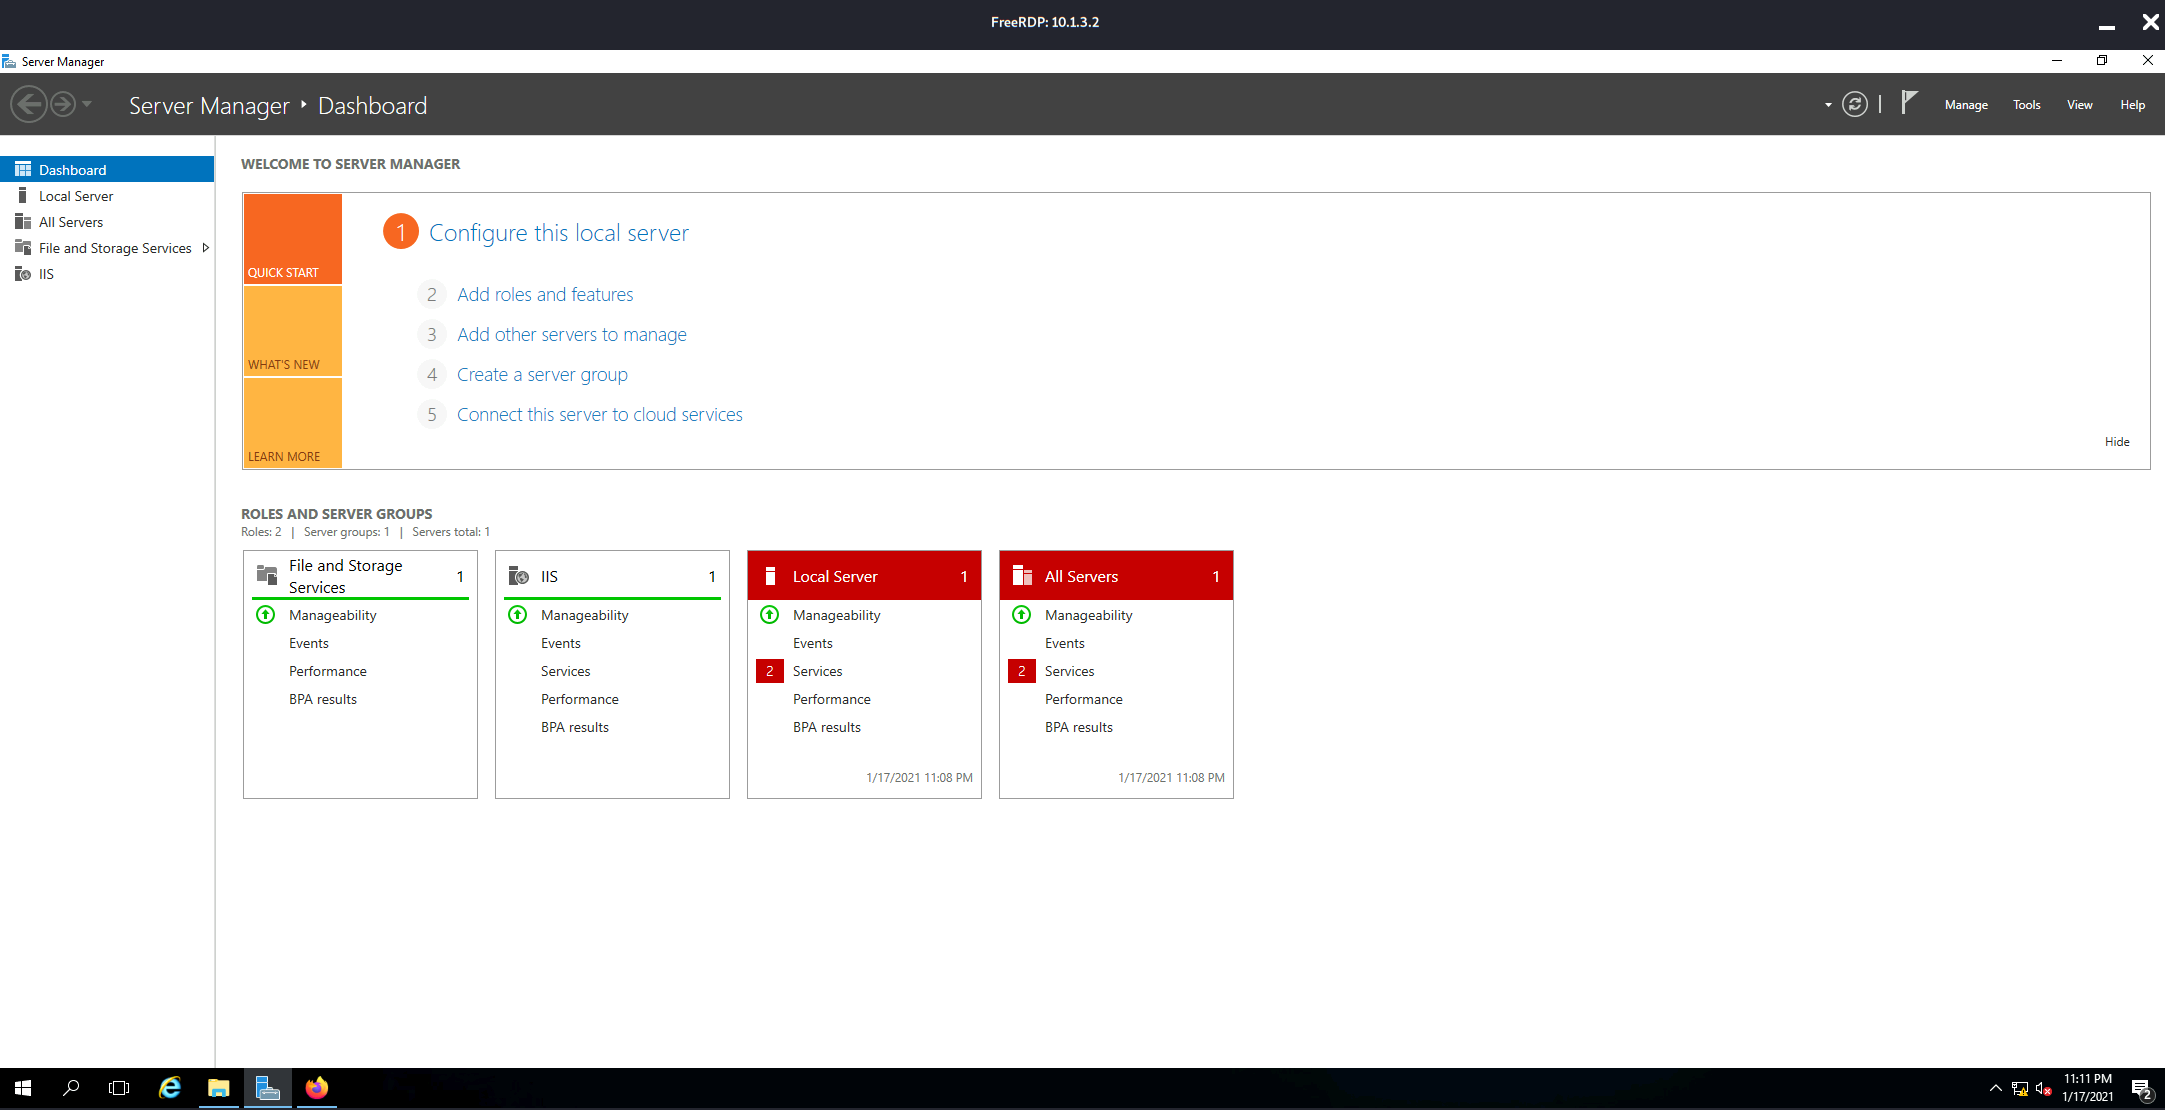 FreeRDP: 10.1.3.2
Server Manager
Server Manager Dashboard
Manage Tools View Help
Dashboard
Local Server
All Servers
File and Storage Services
IIS
WELCOME TO SERVER MANAGER
QUICK START
WHAT'S NEW
LEARN MORE
1 Configure this local server
2 Add roles and features
3 Add other servers to manage
4 Create a server group
5 Connect this server to cloud services
Hide
ROLES AND SERVER GROUPS
Roles: 2 | Server groups: 1 | Servers total: 1
File and Storage
Services 1
Manageability
Events
Performance
BPA results
IIS 1
Manageability
Events
Services
Performance
BPA results
Local Server 1
Manageability
Events
2 Services
Performance
BPA results
1/17/2021 11:08 PM
All Servers 1
Manageability
Events
2 Services
Performance
BPA results
1/17/2021 11:08 PM
11:11 PM
1/17/2021
2